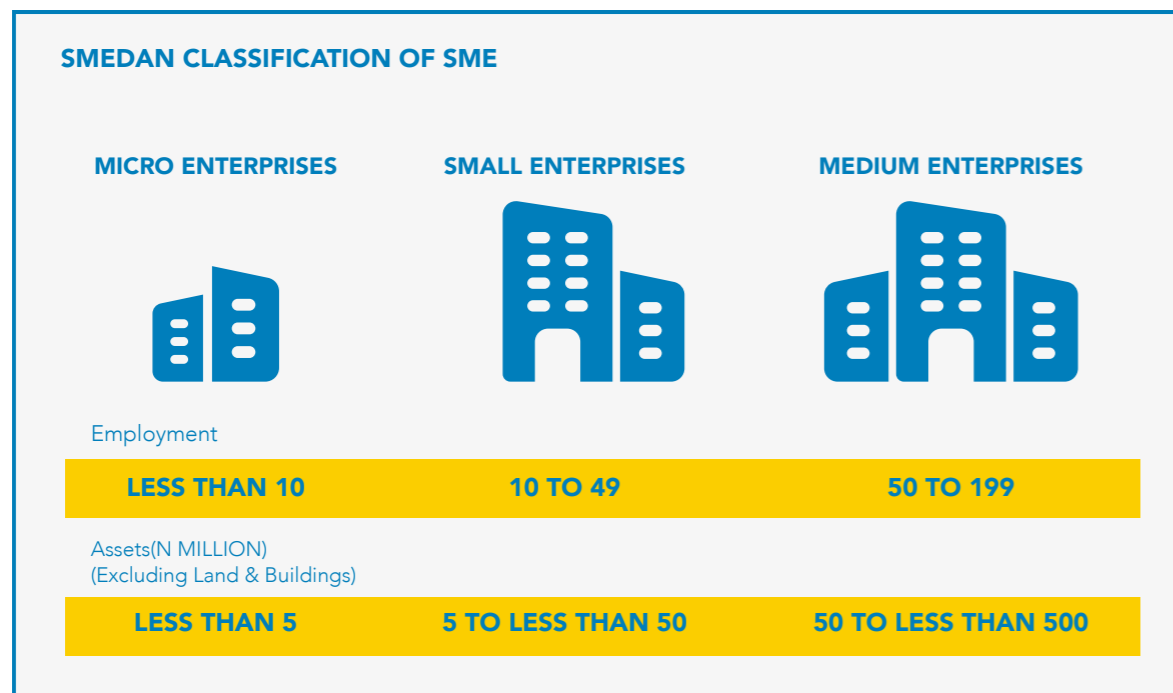 SMEDAN CLASSIFICATION OF SME
MICRO ENTERPRISES
SMALL ENTERPRISES
MEDIUM ENTERPRISES
Employment
LESS THAN 10
10 TO 49
50 TO 199
Assets(N MILLION)
(Excluding Land & Buildings)
LESS THAN 5
5 TO LESS THAN 50
50 TO LESS THAN 500